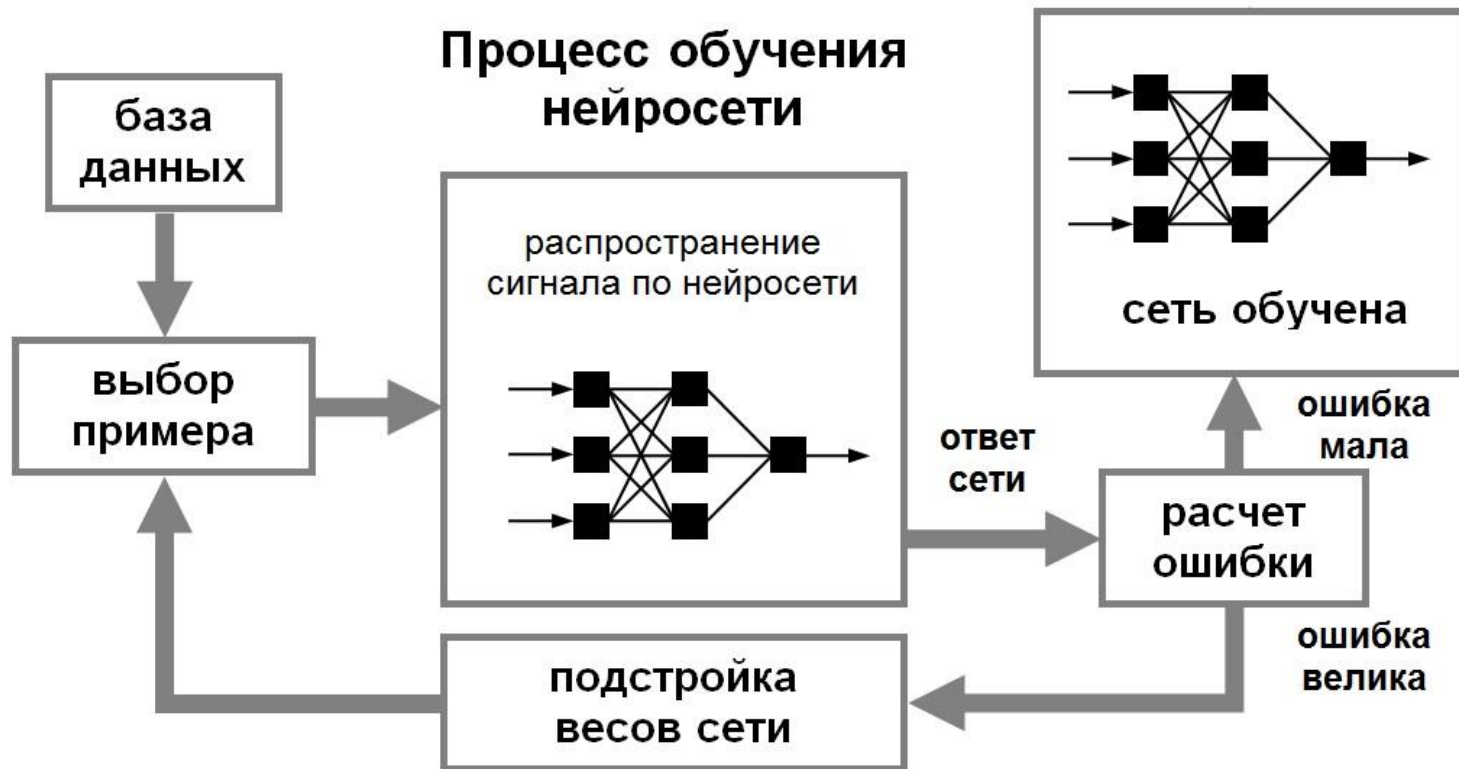 Процесс обучения
нейросети
база
данных
выбор
примера
распространение
сигнала по нейросети
ответ
сети
расчет
ошибки
ошибка
мала
сеть обучена
ошибка
велика
подстройка
весов сети